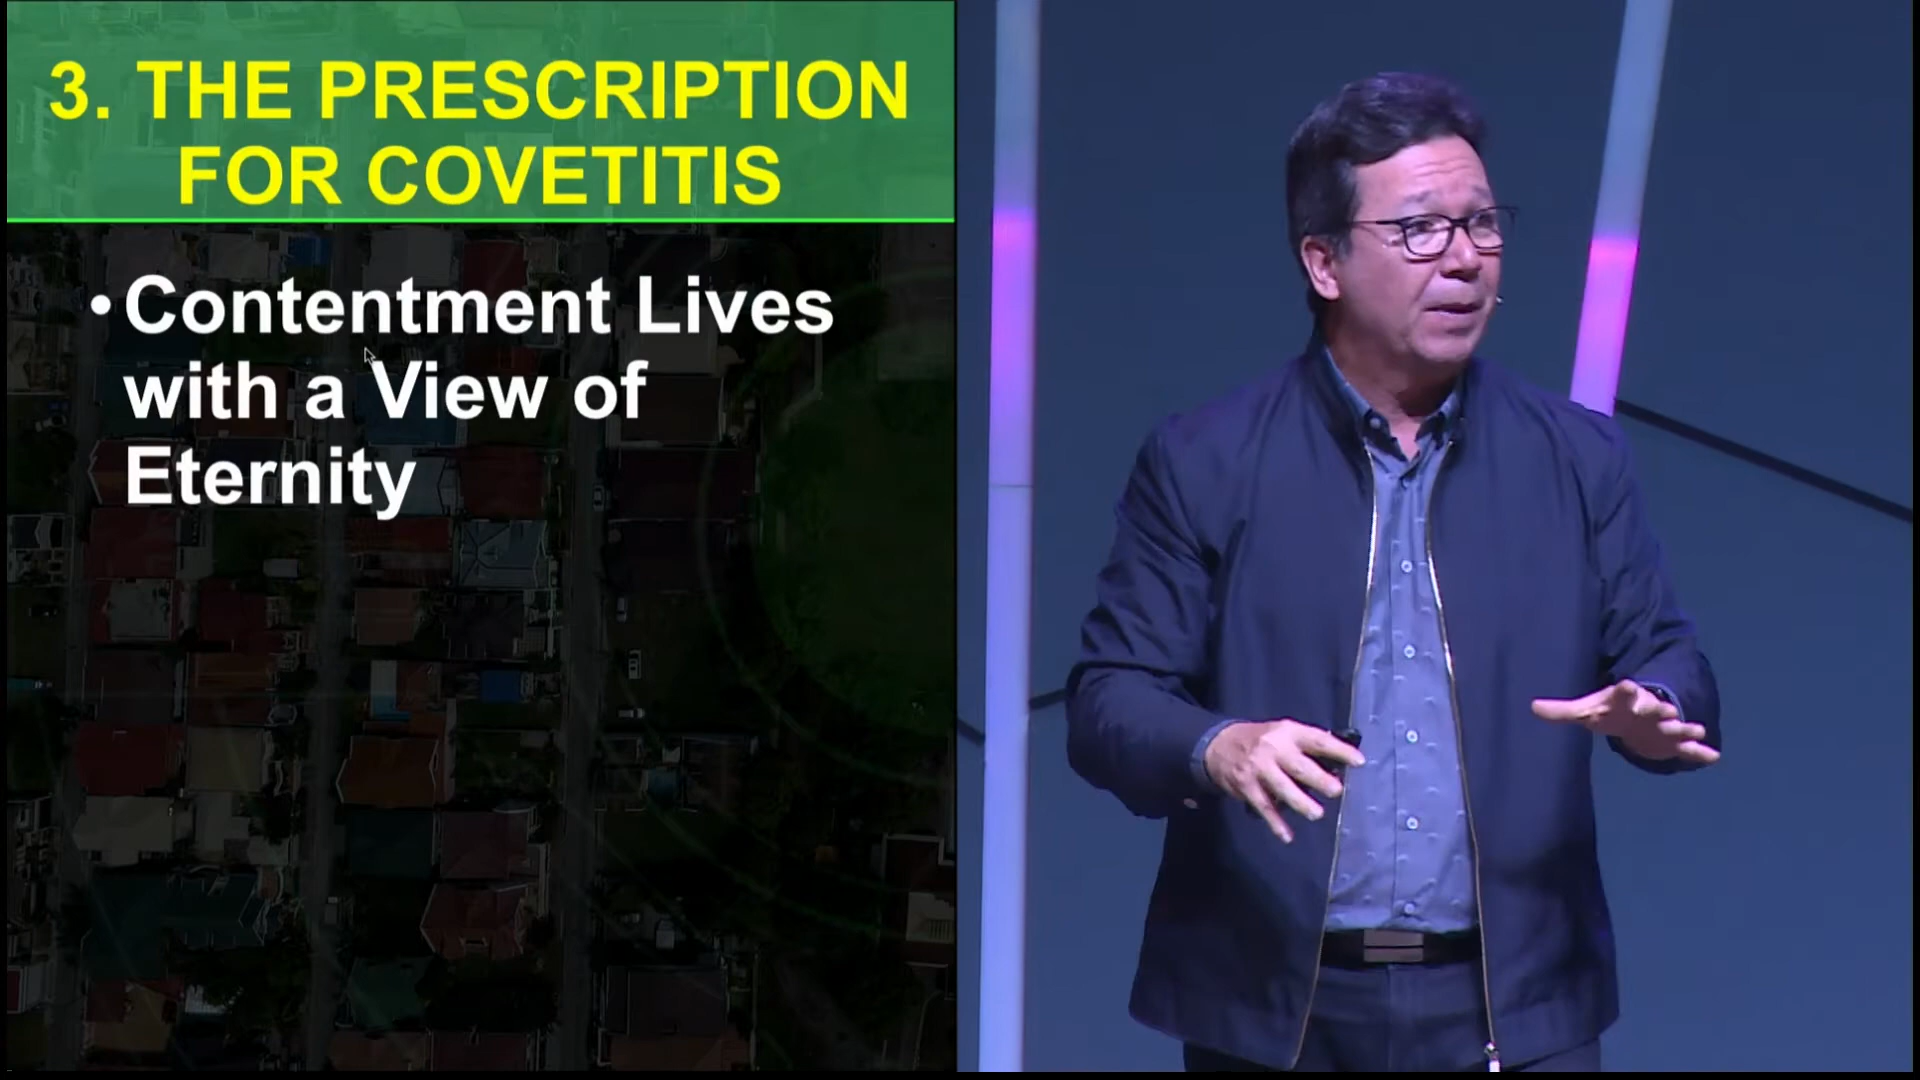 3. THE PRESCRIPTION
FOR COVETITIS
• Contentment Lives
with a View of
Eternity